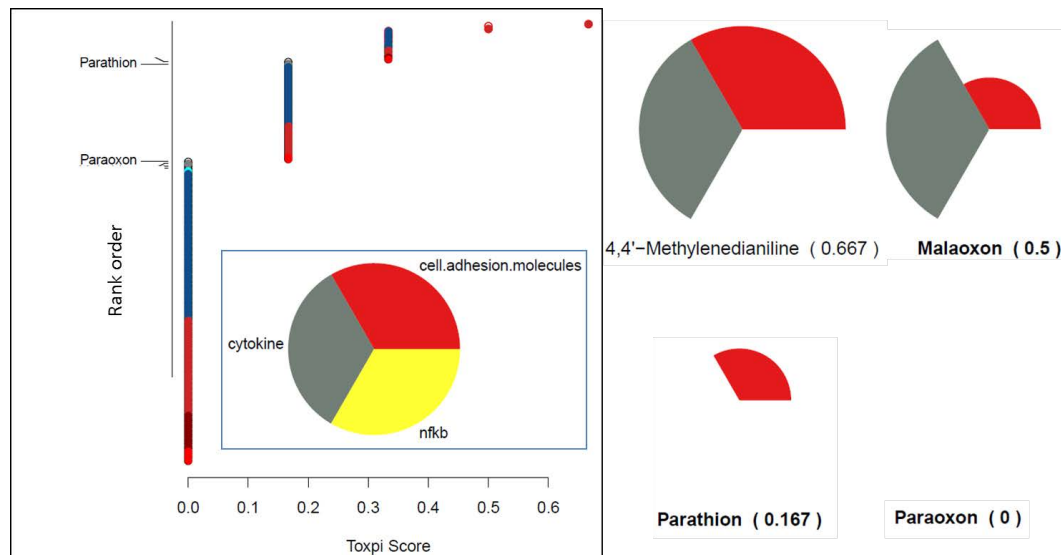 Parathion
Paraoxon
Rank order
cell.adhesion.molecules
cytokine
nfkb
0.0 0.1 0.2 0.3 0.4 0.5 0.6
Toxpi Score
4,4'−Methylenedianiline ( 0.667 )
Malaoxon ( 0.5 )
Parathion ( 0.167 )
Paraoxon ( 0 )